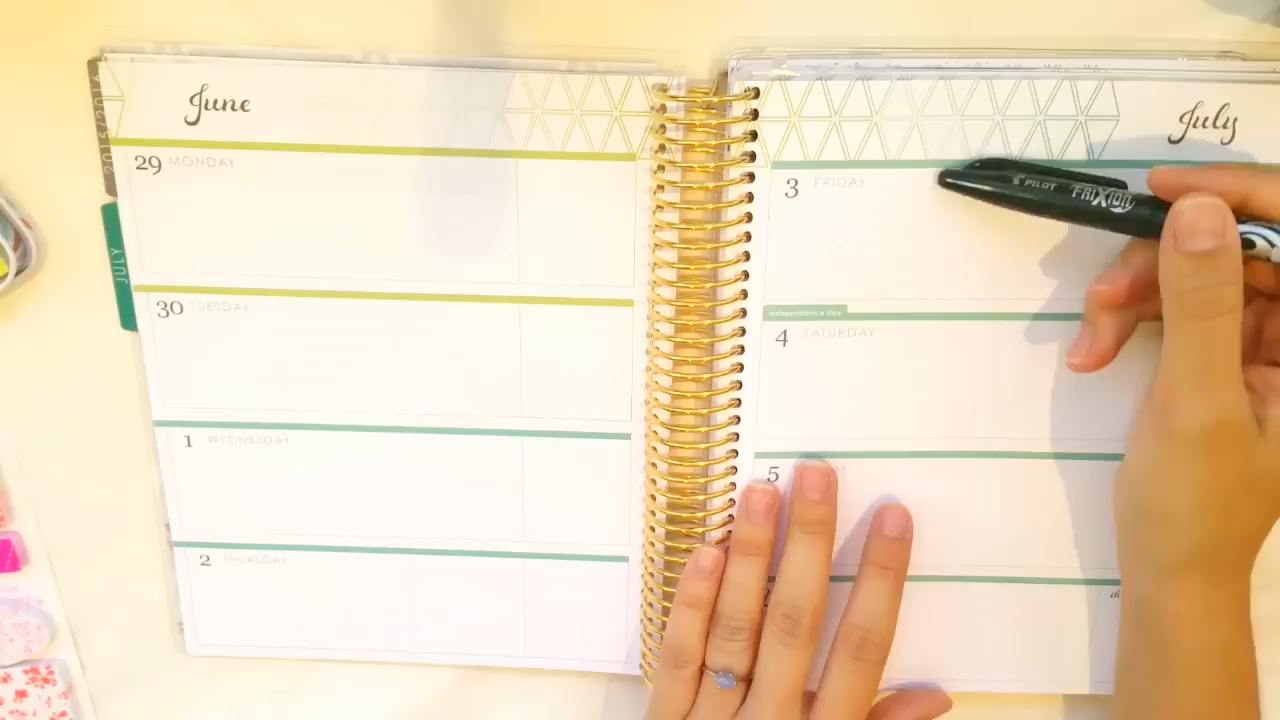 June
2015/2016
29 MONDAY
30 TUESDAY
1 WEDNESDAY
2 THURSDAY
JULY
July
3 FRIDAY
PILOT FRIXION
independence day
4 SATURDAY
5